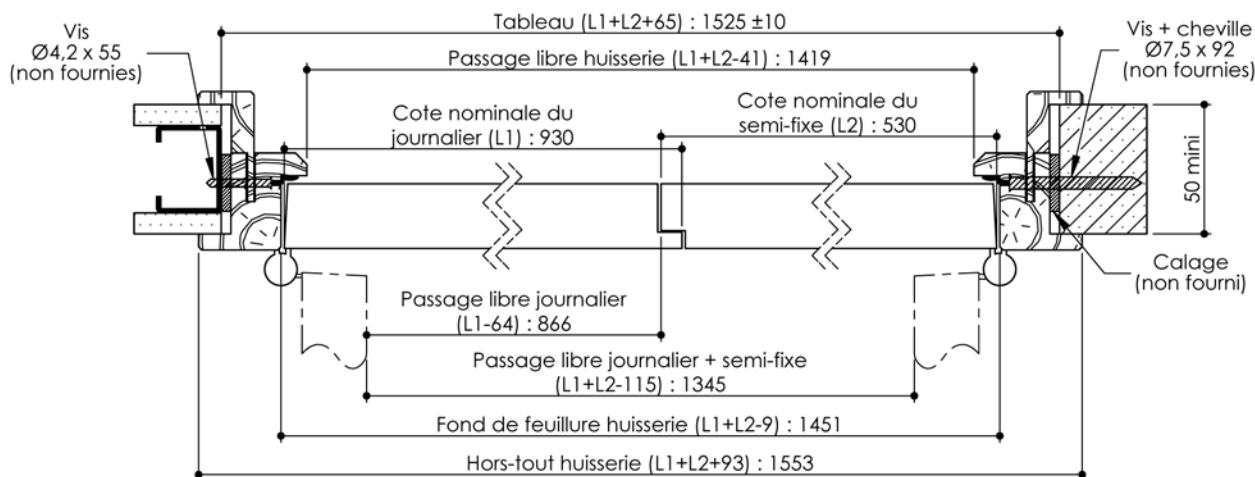 Tableau (L1+L2+65) : 1525 ±10
Vis
Ø4,2 x 55
(non fournies)
Passage libre huisserie (L1+L2-41) : 1419
Vis + cheville
Ø7,5 x 92
(non fournies)
Cote nominale du
journalier (L1) : 930
Cote nominale du
semi-fixe (L2) : 530
50 mini
Calage
(non fourni)
Passage libre journalier
(L1-64) : 866
Passage libre journalier + semi-fixe
(L1+L2-115) : 1345
Fond de feuillure huisserie (L1+L2-9) : 1451
Hors-tout huisserie (L1+L2+93) : 1553